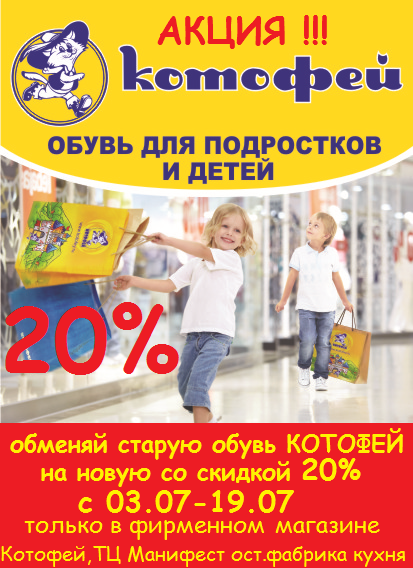 АКЦИЯ !!!
котофей
ОБУВЬ ДЛЯ ПОДРОСТКОВ
И ДЕТЕЙ
20%
обменяй старую обувь КОТОФЕЙ
на новую со скидкой 20%
с 03.07-19.07
только в фирменном магазине
Котофей,ТЦ Манифест ост.фабрика кухня